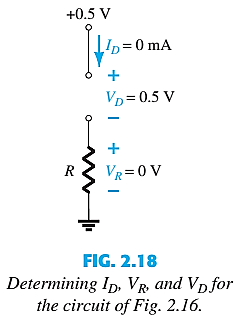 +0.5 V
I_D = 0 mA
+
V_D = 0.5 V
−
+
R V_R = 0 V
−
FIG. 2.18
Determining I_D, V_R, and V_D for
the circuit of Fig. 2.16.